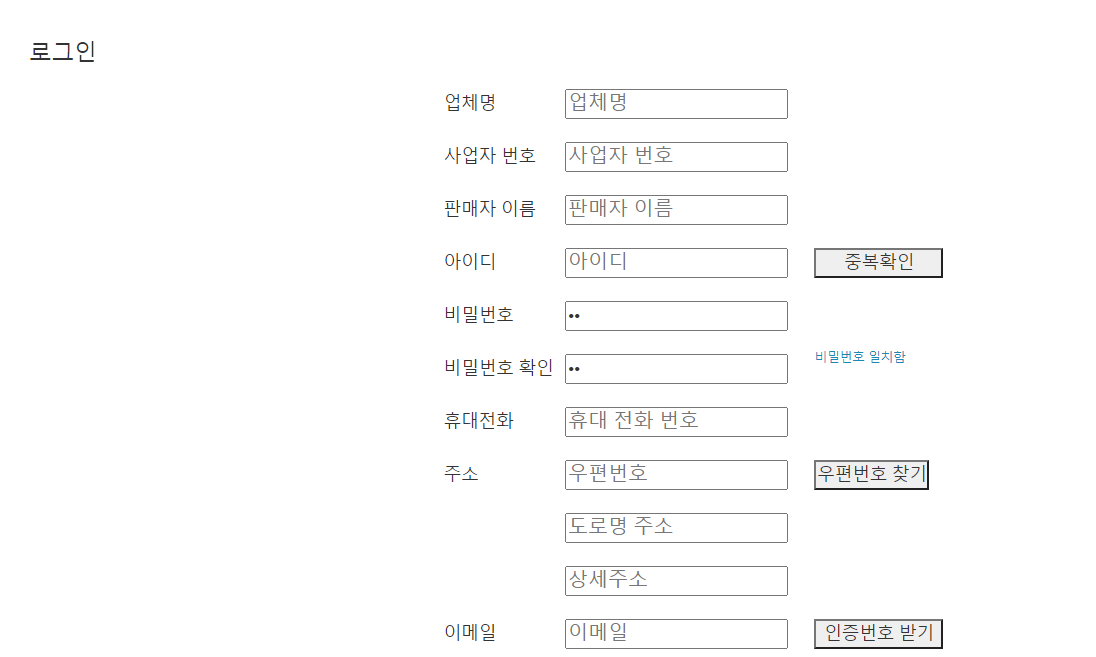 로그인
업체명 업체명
사업자 번호 사업자 번호
판매자 이름 판매자 이름
아이디 아이디 중복확인
비밀번호 ••
비밀번호 확인 •• 비밀번호 일치함
휴대전화 휴대 전화 번호
주소 우편번호 우편번호 찾기
도로명 주소
상세주소
이메일 이메일 인증번호 받기